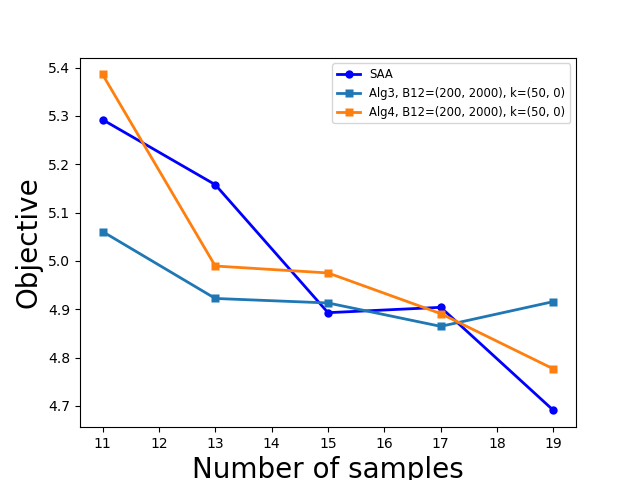 5.4
5.3
5.2
5.1
5.0
4.9
4.8
4.7
Objective
SAA
Alg3, B12=(200, 2000), k=(50, 0)
Alg4, B12=(200, 2000), k=(50, 0)
11 12 13 14 15 16 17 18 19
Number of samples